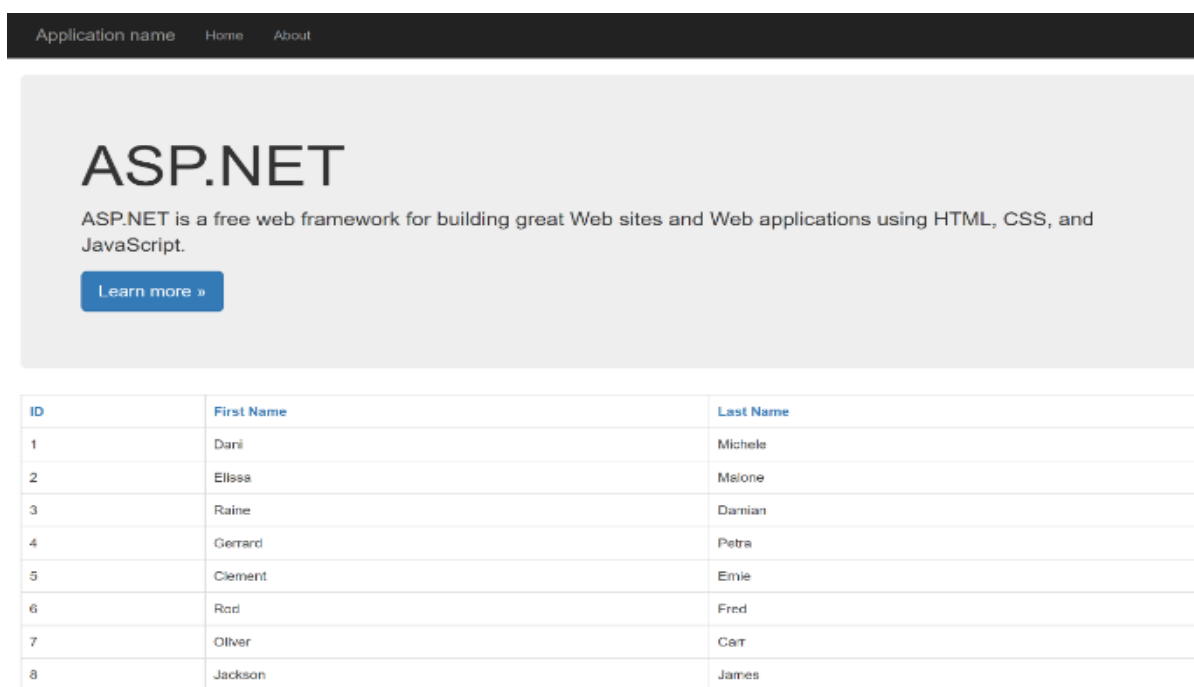 Application name Home About
ASP.NET
ASP.NET is a free web framework for building great Web sites and Web applications using HTML, CSS, and
JavaScript.
Learn more »
ID First Name Last Name
1 Dani Michele
2 Elissa Malone
3 Raine Damian
4 Gerrard Petra
5 Clement Ernie
6 Rod Fred
7 Oliver Carr
8 Jackson James